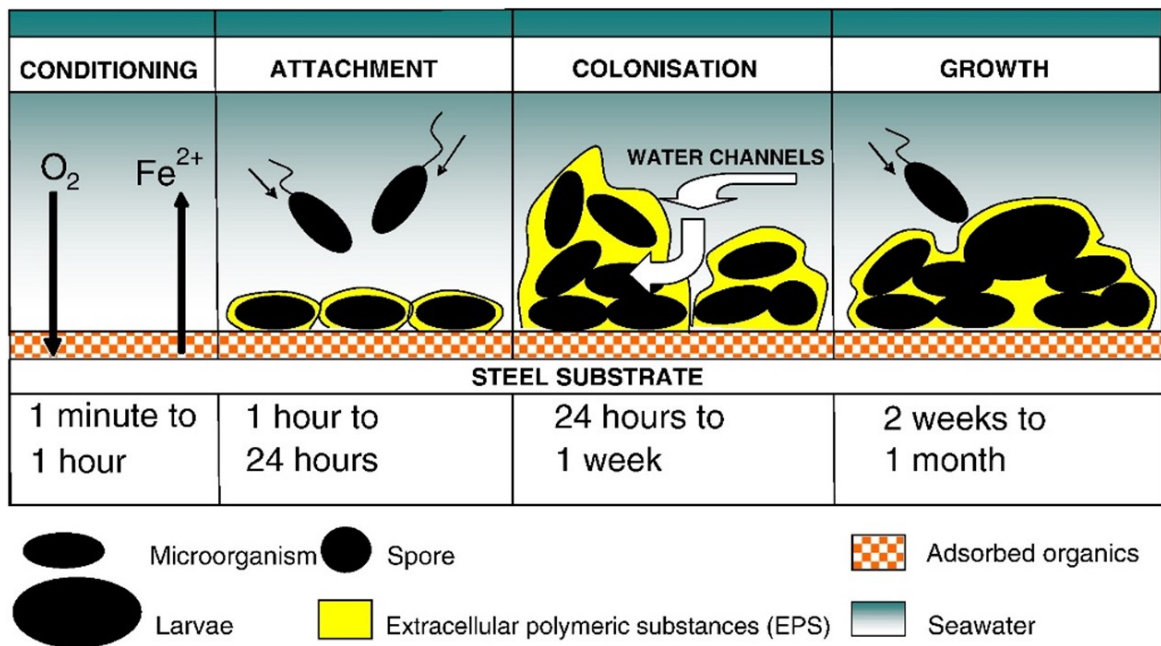 CONDITIONING ATTACHMENT COLONISATION GROWTH
O2 Fe2+ WATER CHANNELS
STEEL SUBSTRATE
1 minute to 1 hour to 24 hours to 2 weeks to
1 hour 24 hours 1 week 1 month
Microorganism Spore Adsorbed organics
Larvae Extracellular polymeric substances (EPS) Seawater